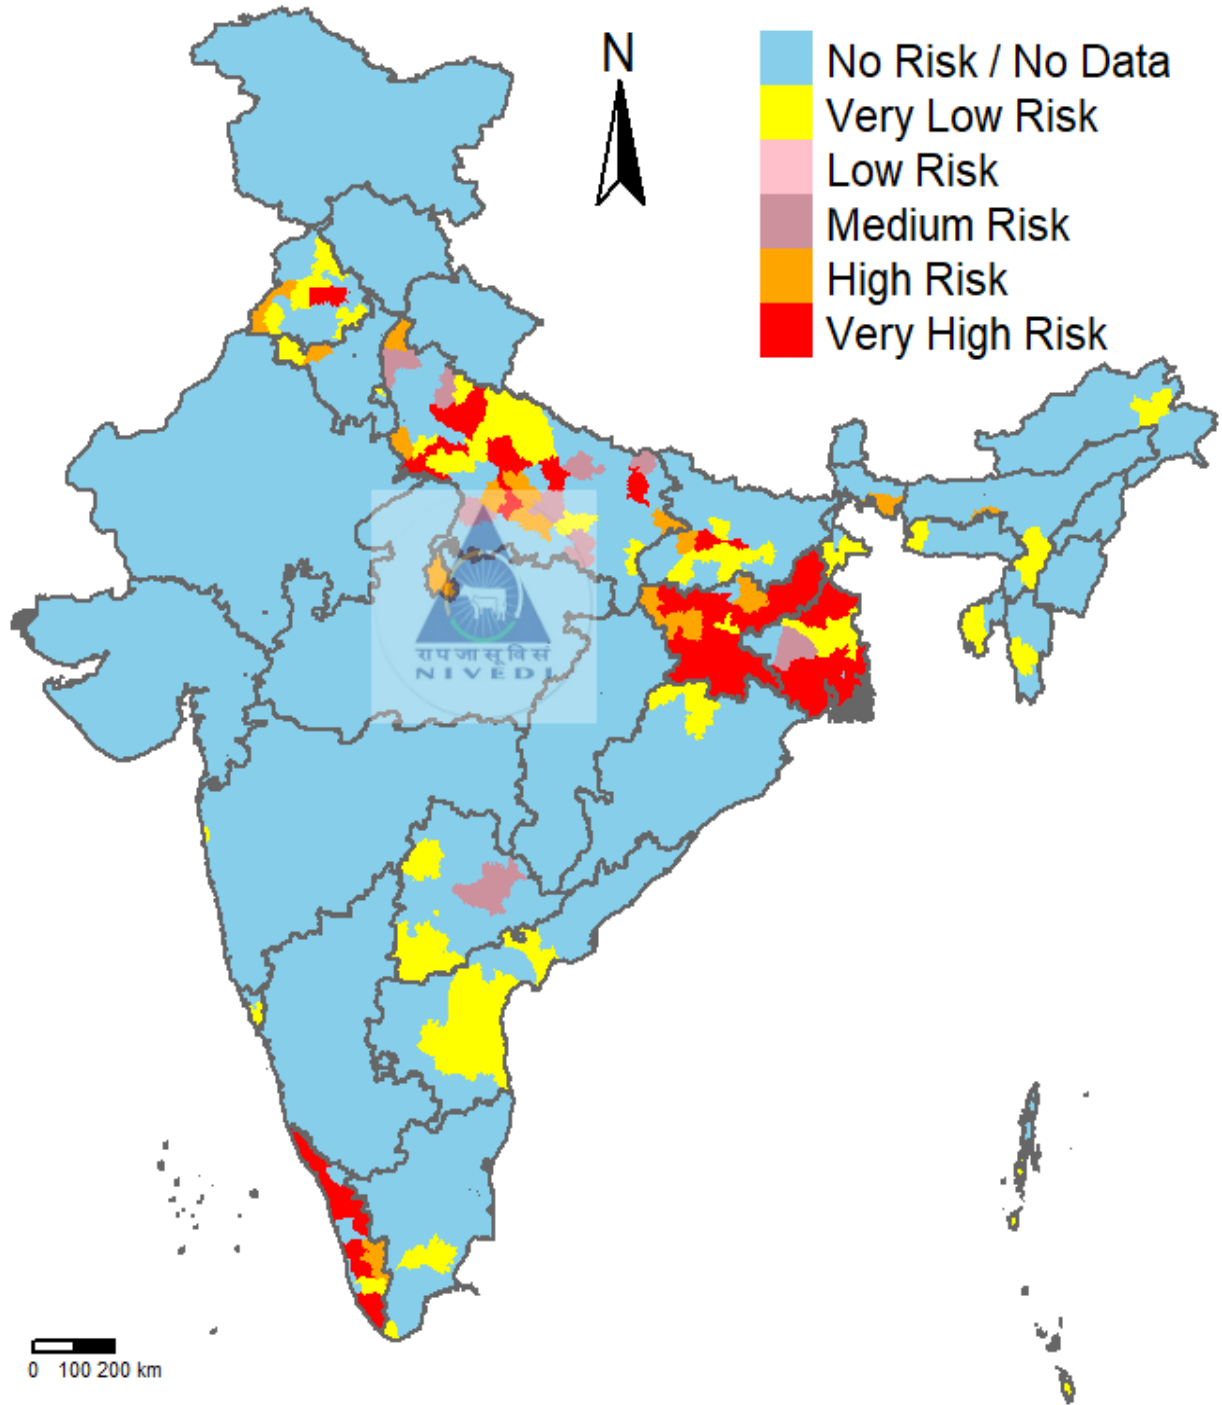 N
No Risk / No Data
Very Low Risk
Low Risk
Medium Risk
High Risk
Very High Risk
रा प जा सू वि सं
NIVEDI
0 100 200 km